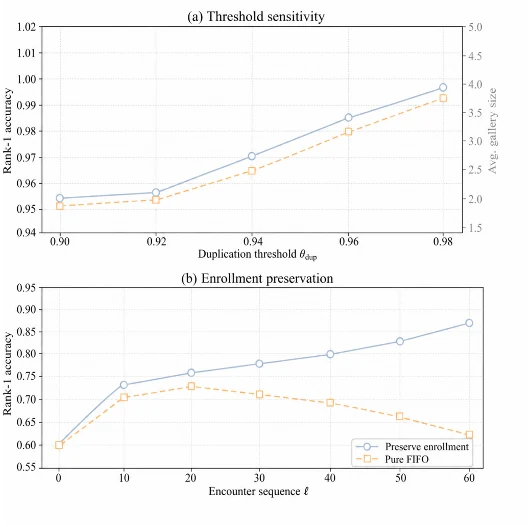 (a) Threshold sensitivity
1.02
1.01
1.00
0.99
0.98
0.97
0.96
0.95
0.94
Rank-1 accuracy
5.0
4.5
4.0
3.5
3.0
2.5
2.0
1.5
Avg. gallery size
0.90 0.92 0.94 0.96 0.98
Duplication threshold θdup
(b) Enrollment preservation
0.95
0.90
0.85
0.80
0.75
0.70
0.65
0.60
0.55
Rank-1 accuracy
Preserve enrollment
Pure FIFO
0 10 20 30 40 50 60
Encounter sequence ℓ